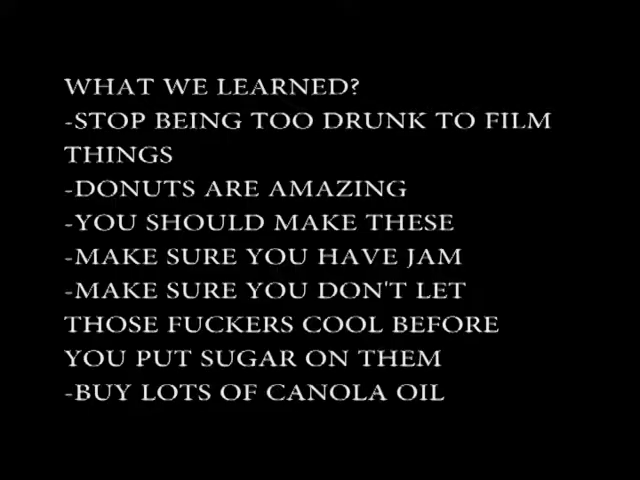 WHAT WE LEARNED?
-STOP BEING TOO DRUNK TO FILM
THINGS
-DONUTS ARE AMAZING
-YOU SHOULD MAKE THESE
-MAKE SURE YOU HAVE JAM
-MAKE SURE YOU DON'T LET
THOSE FUCKERS COOL BEFORE
YOU PUT SUGAR ON THEM
-BUY LOTS OF CANOLA OIL